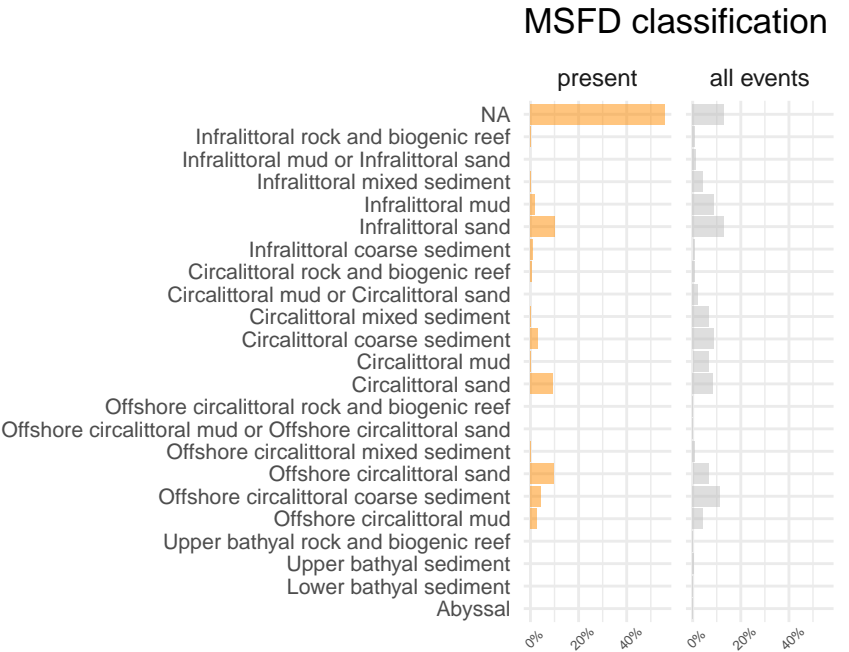 MSFD classification
present all events
NA
Infralittoral rock and biogenic reef
Infralittoral mud or Infralittoral sand
Infralittoral mixed sediment
Infralittoral mud
Infralittoral sand
Infralittoral coarse sediment
Circalittoral rock and biogenic reef
Circalittoral mud or Circalittoral sand
Circalittoral mixed sediment
Circalittoral coarse sediment
Circalittoral mud
Circalittoral sand
Offshore circalittoral rock and biogenic reef
Offshore circalittoral mud or Offshore circalittoral sand
Offshore circalittoral mixed sediment
Offshore circalittoral sand
Offshore circalittoral coarse sediment
Offshore circalittoral mud
Upper bathyal rock and biogenic reef
Upper bathyal sediment
Lower bathyal sediment
Abyssal
0% 20% 40% 0% 20% 40%